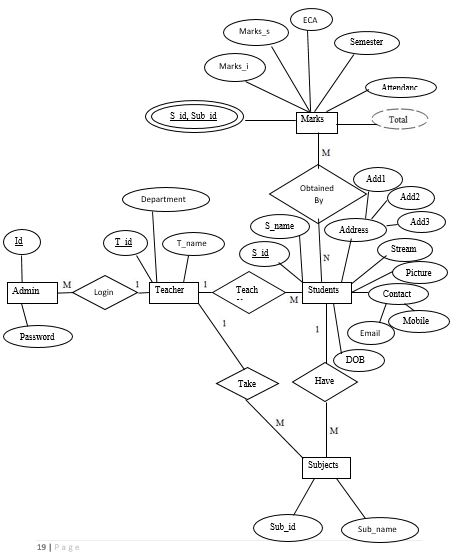 ECA
Marks_s
Semester
Marks_i
Attendanc
S_id, Sub_id
Marks
Total
M
Obtained
By
Add1
Department
Add2
S_name
Address
Add3
N
Id
T_id
T_name
S_id
Stream
Picture
Admin
M
Login
1
Teacher
1
Teach
M
Students
Contact
Mobile
Email
Password
1
1
DOB
Take
Have
M
M
Subjects
Sub_id
Sub_name
19 | Page